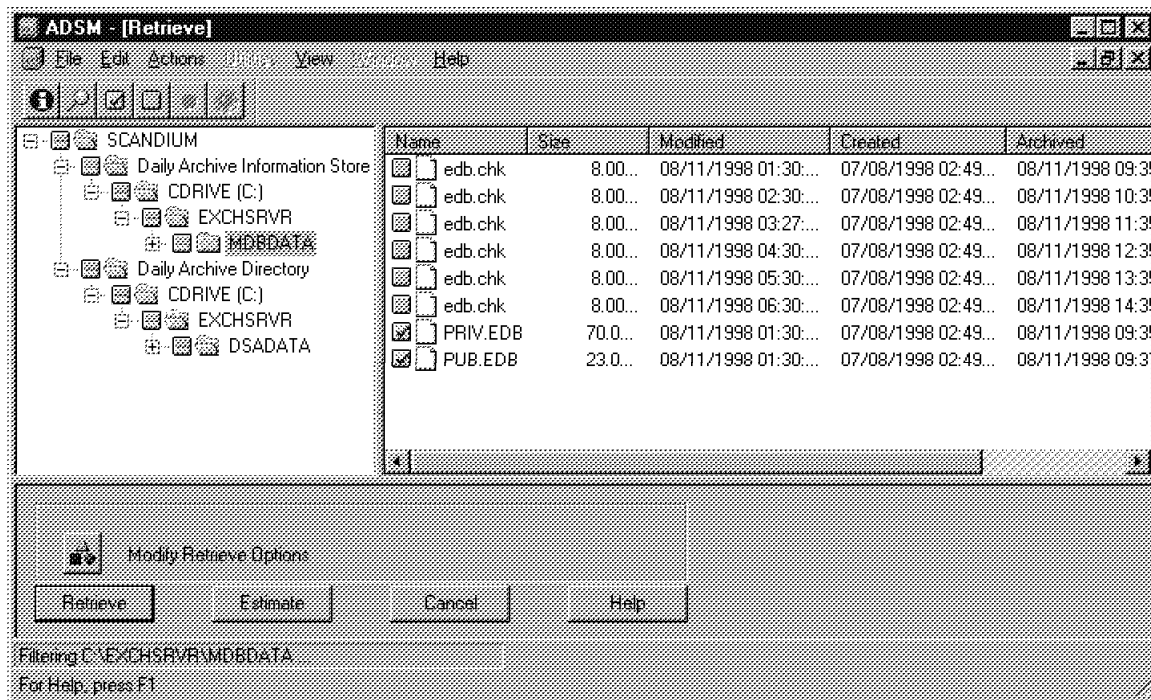 ADSM - [Retrieve]
File Edit Actions Utilities View Window Help
SCANDIUM
Daily Archive Information Store
CDRIVE (C:)
EXCHSRVR
MDBDATA
Daily Archive Directory
CDRIVE (C:)
EXCHSRVR
DSADATA
Name Size Modified Created Archived
edb.chk 8.00... 08/11/1998 01:30:... 07/08/1998 02:49... 08/11/1998 09:35
edb.chk 8.00... 08/11/1998 02:30:... 07/08/1998 02:49... 08/11/1998 10:35
edb.chk 8.00... 08/11/1998 03:27:... 07/08/1998 02:49... 08/11/1998 11:35
edb.chk 8.00... 08/11/1998 04:30:... 07/08/1998 02:49... 08/11/1998 12:35
edb.chk 8.00... 08/11/1998 05:30:... 07/08/1998 02:49... 08/11/1998 13:35
edb.chk 8.00... 08/11/1998 06:30:... 07/08/1998 02:49... 08/11/1998 14:35
PRIV.EDB 70.0... 08/11/1998 01:30:... 07/08/1998 02:49... 08/11/1998 09:35
PUB.EDB 23.0... 08/11/1998 01:30:... 07/08/1998 02:49... 08/11/1998 09:37
Modify Retrieve Options
Retrieve Estimate Cancel Help
Filtering C:\EXCHSRVR\MDBDATA ...
For Help, press F1